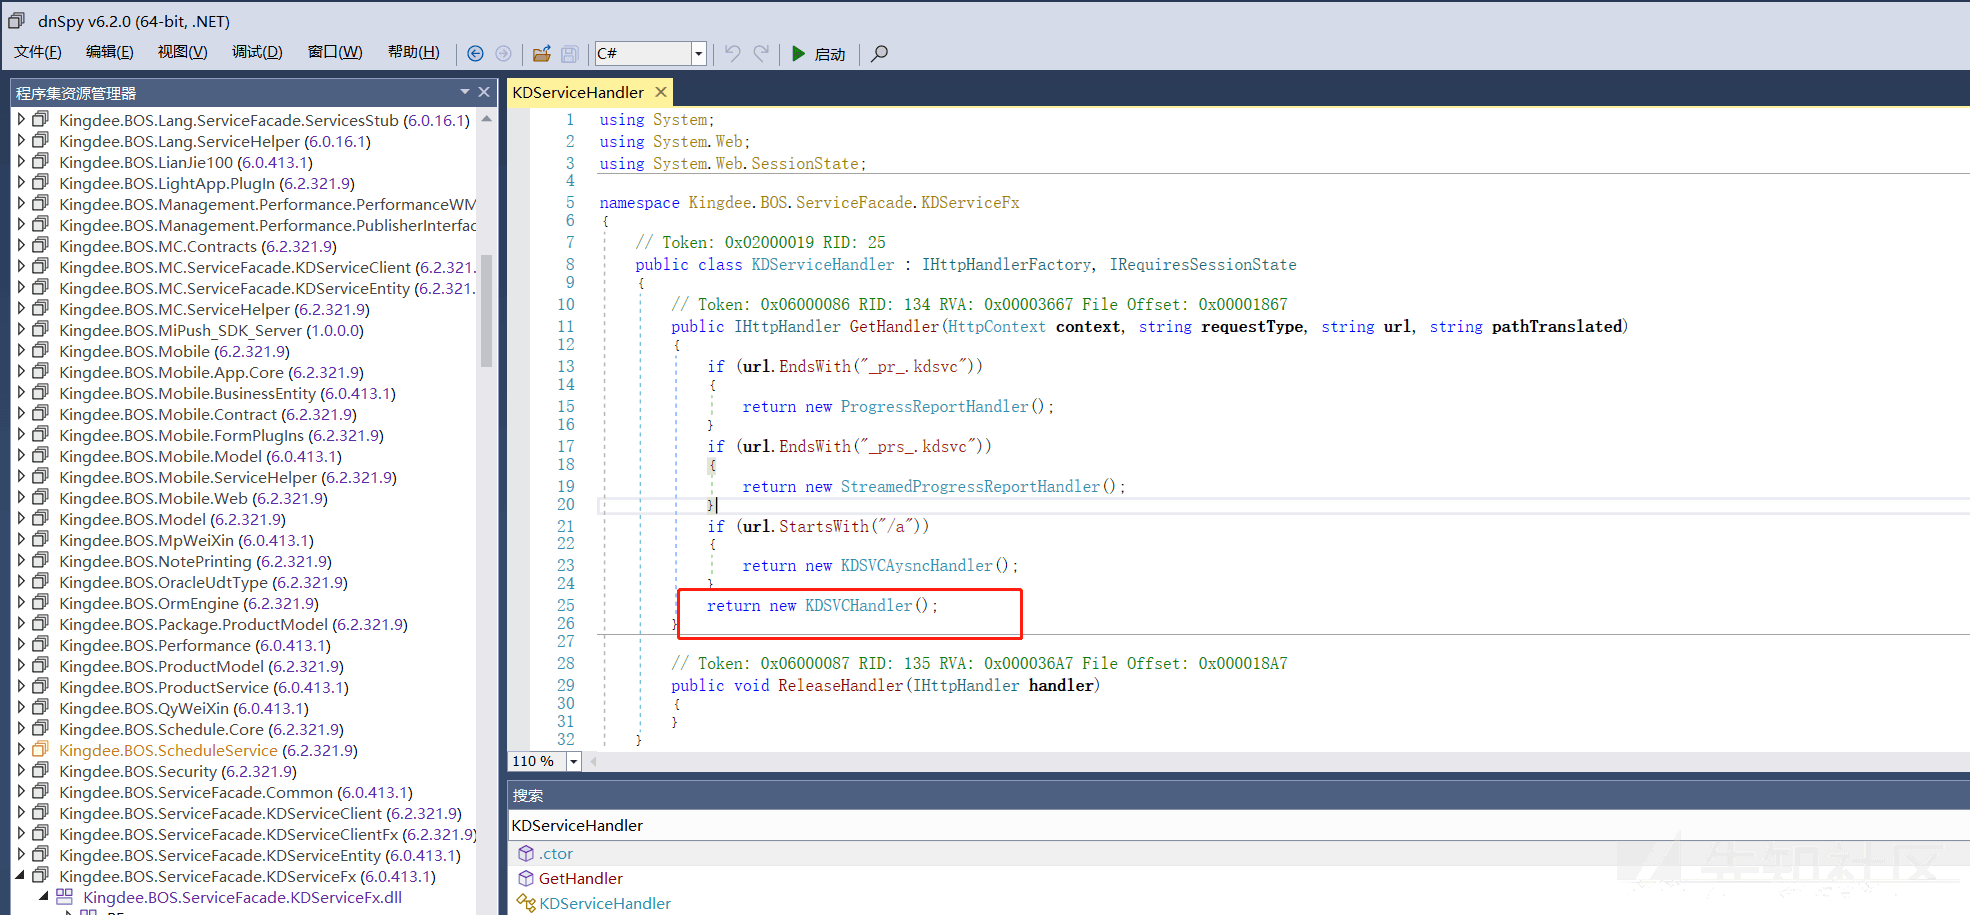 dnSpy v6.2.0 (64-bit, .NET)
文件(F) 编辑(E) 视图(V) 调试(D) 窗口(W) 帮助(H) C# 启动
程序集资源管理器
Kingdee.BOS.Lang.ServiceFacade.ServicesStub (6.0.16.1)
Kingdee.BOS.Lang.ServiceHelper (6.0.16.1)
Kingdee.BOS.LianJie100 (6.0.413.1)
Kingdee.BOS.LightApp.PlugIn (6.2.321.9)
Kingdee.BOS.Management.Performance.PerformanceWM
Kingdee.BOS.Management.Performance.PublisherInterfac
Kingdee.BOS.MC.Contracts (6.2.321.9)
Kingdee.BOS.MC.ServiceFacade.KDServiceClient (6.2.321.
Kingdee.BOS.MC.ServiceFacade.KDServiceEntity (6.2.321.
Kingdee.BOS.MC.ServiceHelper (6.2.321.9)
Kingdee.BOS.MiPush_SDK_Server (1.0.0.0)
Kingdee.BOS.Mobile (6.2.321.9)
Kingdee.BOS.Mobile.App.Core (6.2.321.9)
Kingdee.BOS.Mobile.BusinessEntity (6.0.413.1)
Kingdee.BOS.Mobile.Contract (6.2.321.9)
Kingdee.BOS.Mobile.FormPlugIns (6.2.321.9)
Kingdee.BOS.Mobile.Model (6.0.413.1)
Kingdee.BOS.Mobile.ServiceHelper (6.2.321.9)
Kingdee.BOS.Mobile.Web (6.2.321.9)
Kingdee.BOS.Model (6.2.321.9)
Kingdee.BOS.MpWeiXin (6.0.413.1)
Kingdee.BOS.NotePrinting (6.2.321.9)
Kingdee.BOS.OracleUdtType (6.2.321.9)
Kingdee.BOS.OrmEngine (6.2.321.9)
Kingdee.BOS.Package.ProductModel (6.2.321.9)
Kingdee.BOS.Performance (6.0.413.1)
Kingdee.BOS.ProductModel (6.2.321.9)
Kingdee.BOS.ProductService (6.0.413.1)
Kingdee.BOS.QyWeiXin (6.0.413.1)
Kingdee.BOS.Schedule.Core (6.2.321.9)
Kingdee.BOS.ScheduleService (6.2.321.9)
Kingdee.BOS.Security (6.2.321.9)
Kingdee.BOS.ServiceFacade.Common (6.0.413.1)
Kingdee.BOS.ServiceFacade.KDServiceClient (6.2.321.9)
Kingdee.BOS.ServiceFacade.KDServiceClientFx (6.2.321.9)
Kingdee.BOS.ServiceFacade.KDServiceEntity (6.0.413.1)
Kingdee.BOS.ServiceFacade.KDServiceFx (6.0.413.1)
Kingdee.BOS.ServiceFacade.KDServiceFx.dll
KDServiceHandler
1 using System;
2 using System.Web;
3 using System.Web.SessionState;
4
5 namespace Kingdee.BOS.ServiceFacade.KDServiceFx
6 {
7 // Token: 0x02000019 RID: 25
8 public class KDServiceHandler : IHttpHandlerFactory, IRequiresSessionState
9 {
10 // Token: 0x06000086 RID: 134 RVA: 0x00003667 File Offset: 0x00001867
11 public IHttpHandler GetHandler(HttpContext context, string requestType, string url, string pathTranslated)
12 {
13 if (url.EndsWith("_pr_.kdsvc"))
14 {
15 return new ProgressReportHandler();
16 }
17 if (url.EndsWith("_prs_.kdsvc"))
18 {
19 return new StreamedProgressReportHandler();
20 }
21 if (url.StartsWith("/a"))
22 {
23 return new KDSVCAysncHandler();
24 }
25 return new KDSVCHandler();
26 }
27
28 // Token: 0x06000087 RID: 135 RVA: 0x000036A7 File Offset: 0x000018A7
29 public void ReleaseHandler(IHttpHandler handler)
30 {
31 }
32 }
110 %
搜索
KDServiceHandler
.ctor
GetHandler
KDServiceHandler
先知社区